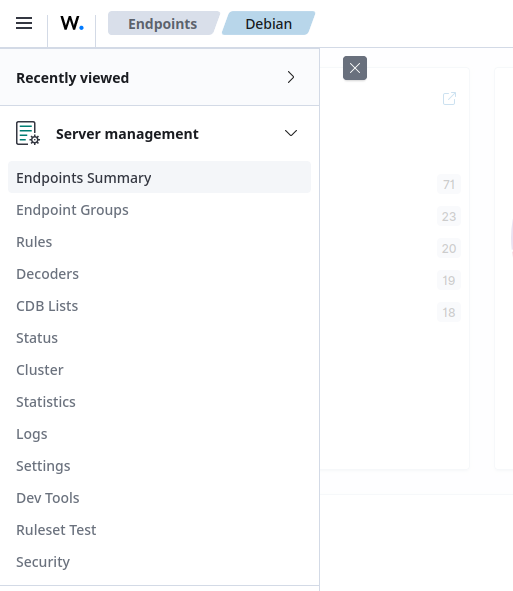 W.
Endpoints
Debian
Recently viewed
Server management
Endpoints Summary
71
Endpoint Groups
23
Rules
20
Decoders
19
CDB Lists
18
Status
Cluster
Statistics
Logs
Settings
Dev Tools
Ruleset Test
Security